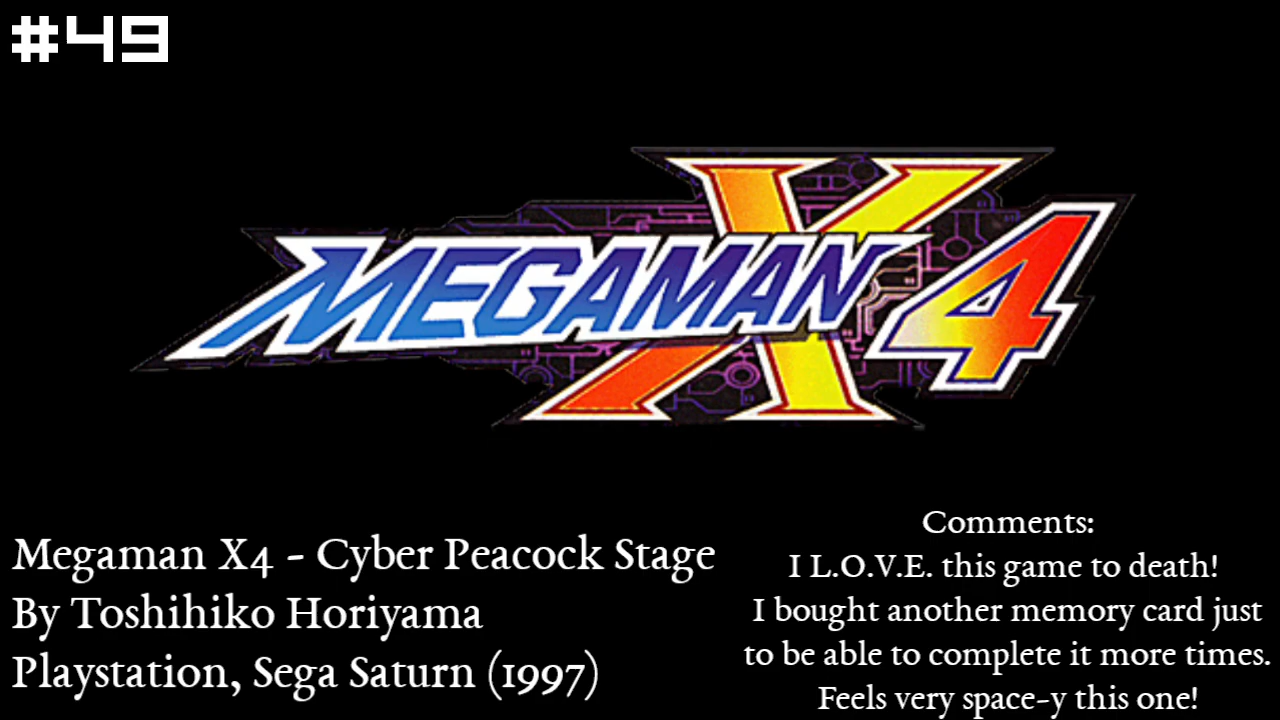 #49
MEGAMAN X4
Megaman X4 - Cyber Peacock Stage
By Toshihiko Horiyama
Playstation, Sega Saturn (1997)
Comments:
I L.O.V.E. this game to death!
I bought another memory card just
to be able to complete it more times.
Feels very space-y this one!